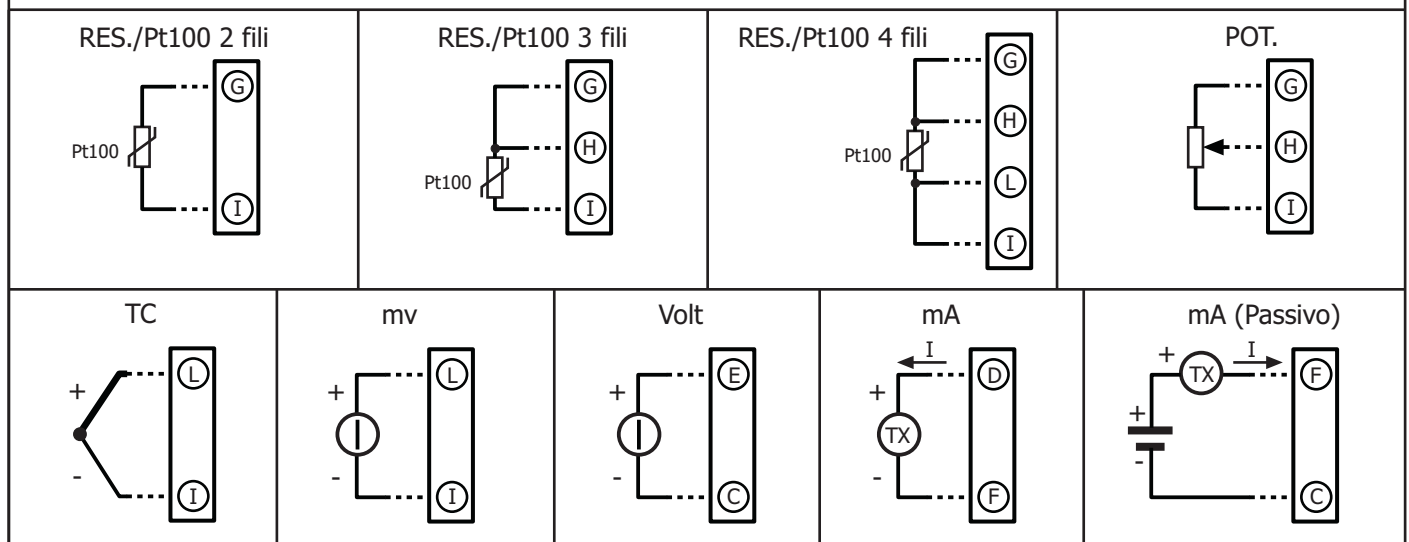 RES./Pt100 2 fili
G
Pt100
I
RES./Pt100 3 fili
G
H
Pt100
I
RES./Pt100 4 fili
G
H
Pt100
L
I
POT.
G
H
I
TC
+
-
L
I
mv
+
-
L
I
Volt
+
-
E
C
mA
I
+
TX
-
D
F
mA (Passivo)
+
I
TX
F
+
-
C